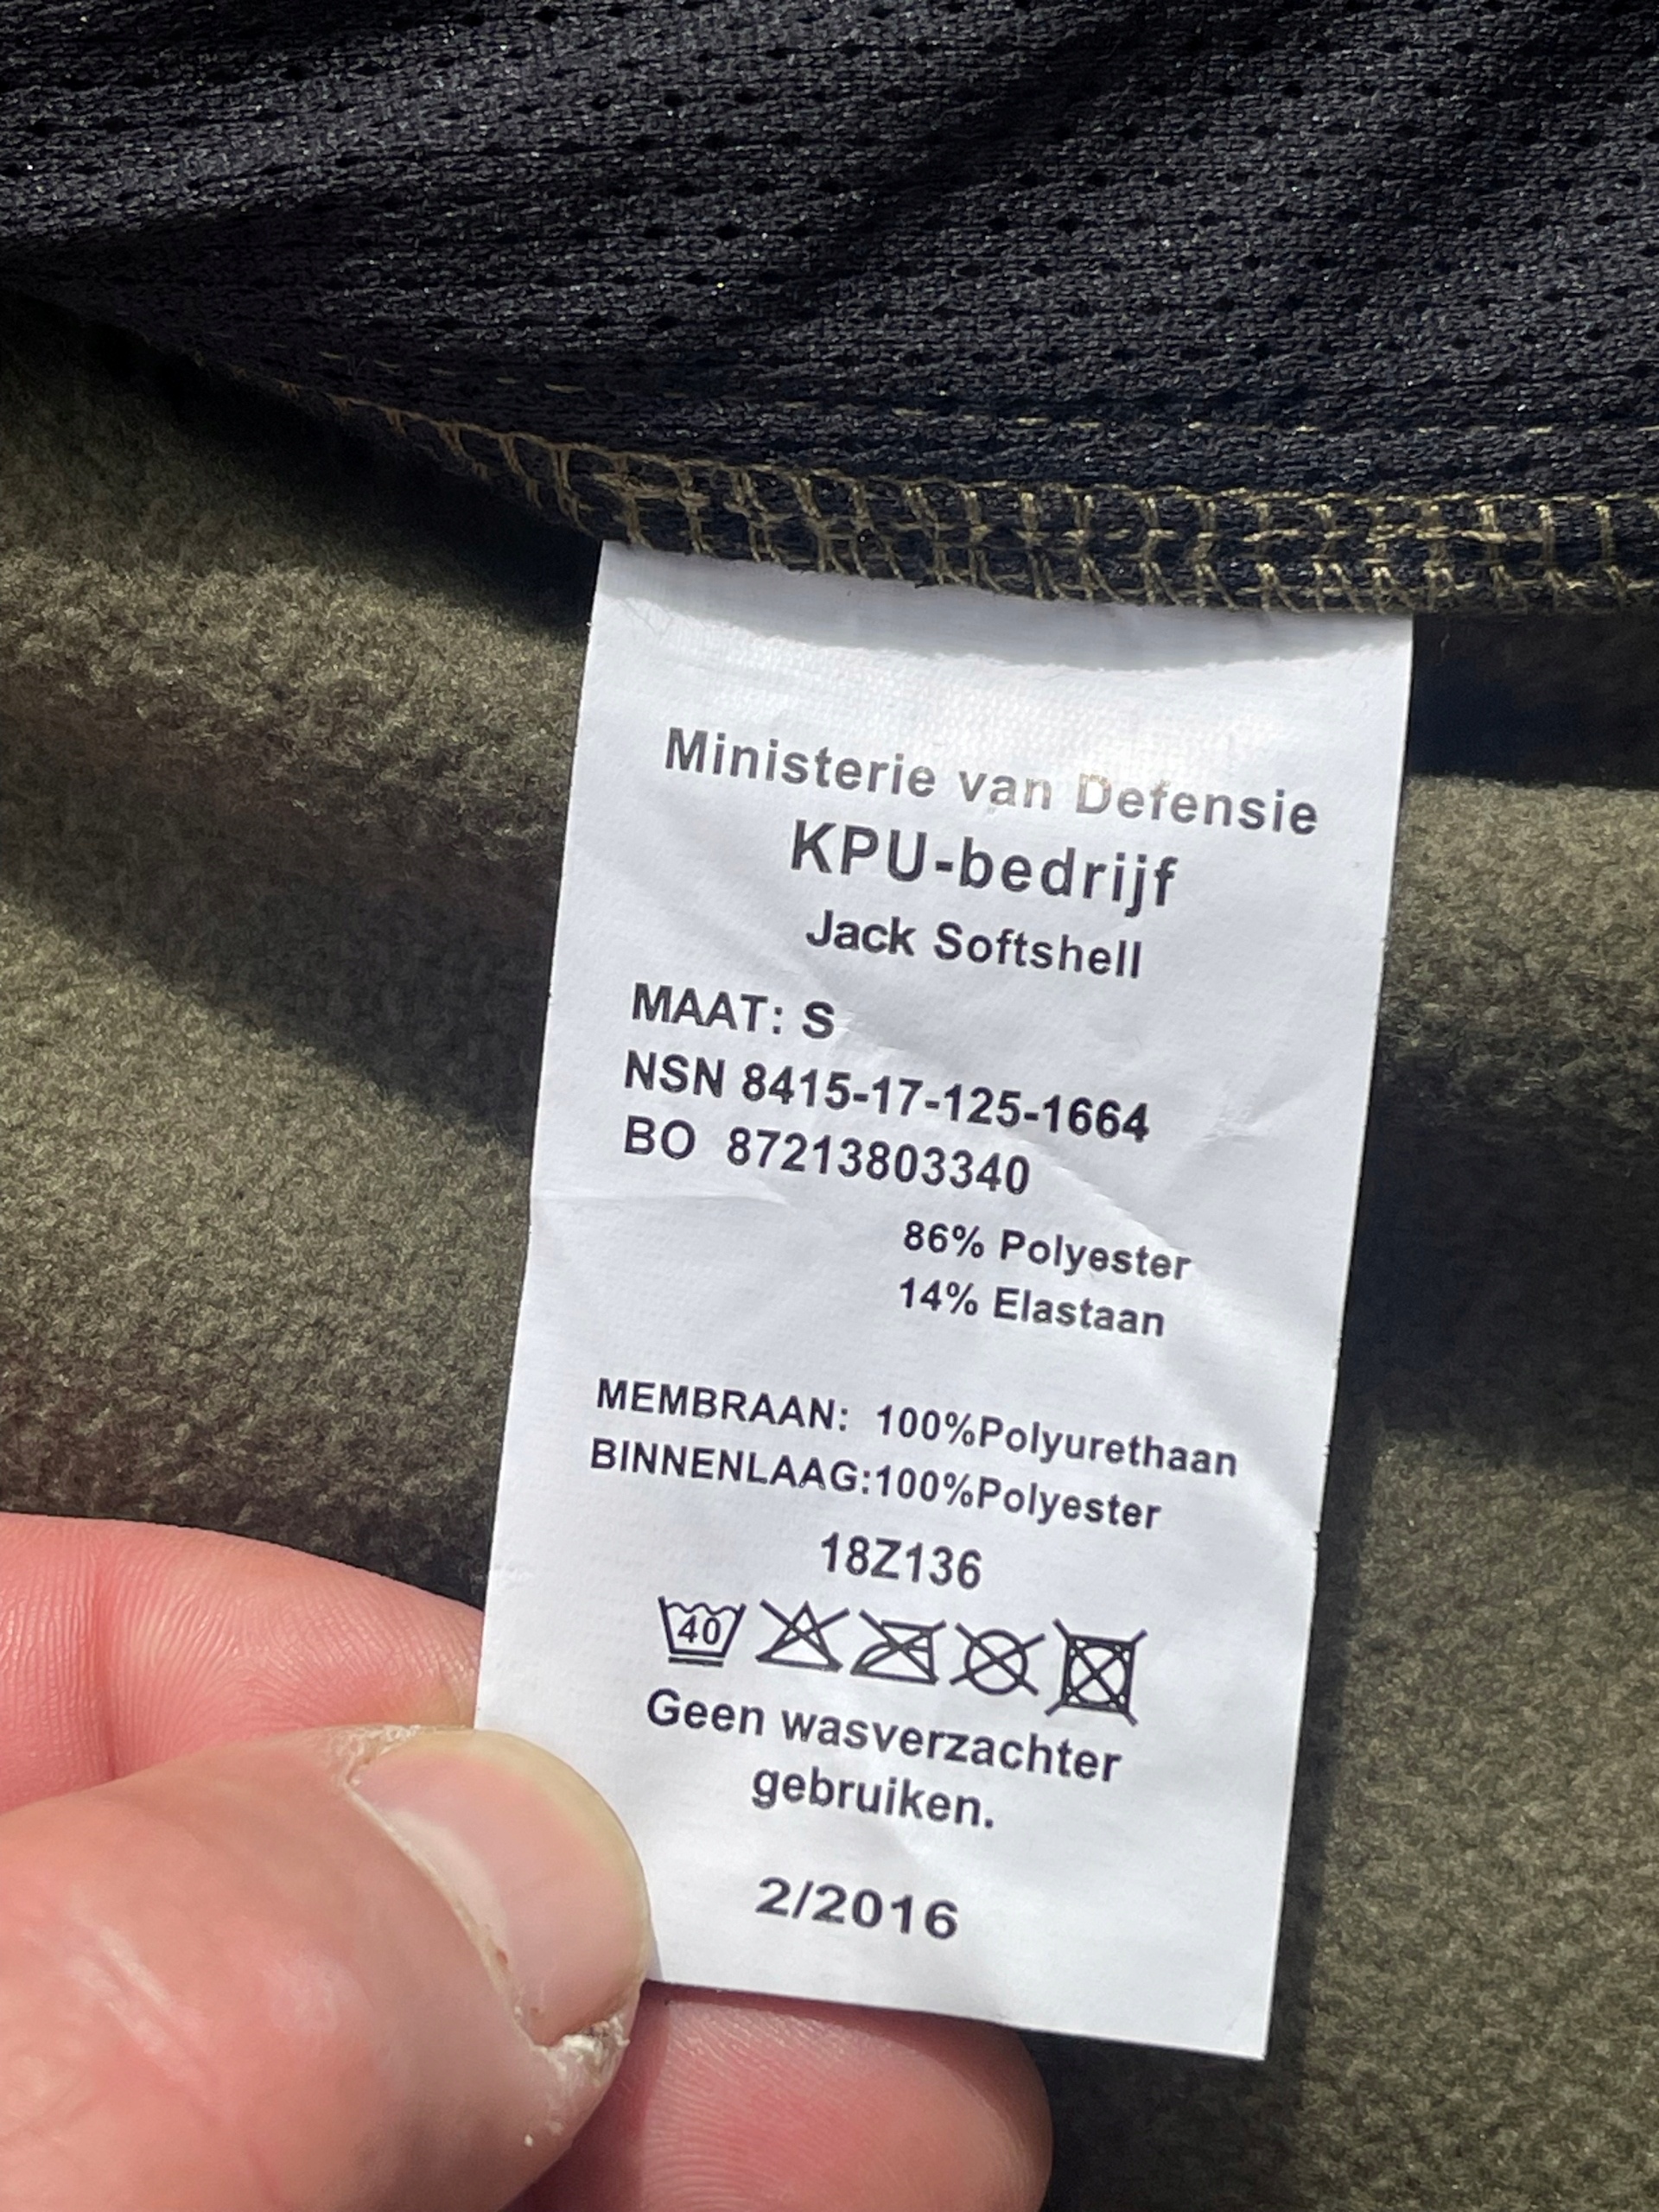 Ministerie van Defensie
KPU-bedrijf
Jack Softshell
MAAT: S
NSN 8415-17-125-1664
BO 87213803340
86% Polyester
14% Elastaan
MEMBRAAN: 100%Polyurethaan
BINNENLAAG:100%Polyester
18Z136
40
Geen wasverzachter
gebruiken.
2/2016